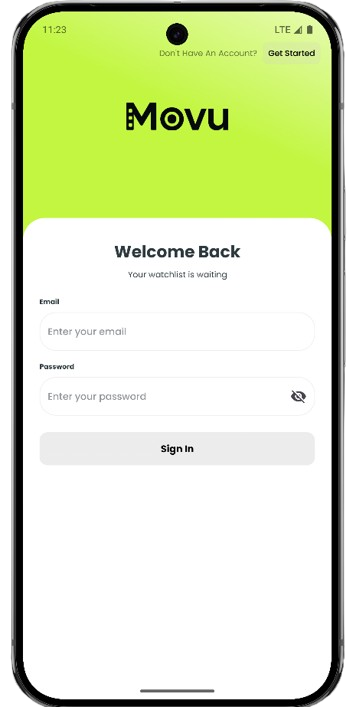 11:23
LTE
Don't Have An Account? Get Started
Movu
Welcome Back
Your watchlist is waiting
Email
Enter your email
Password
Enter your password
Sign In